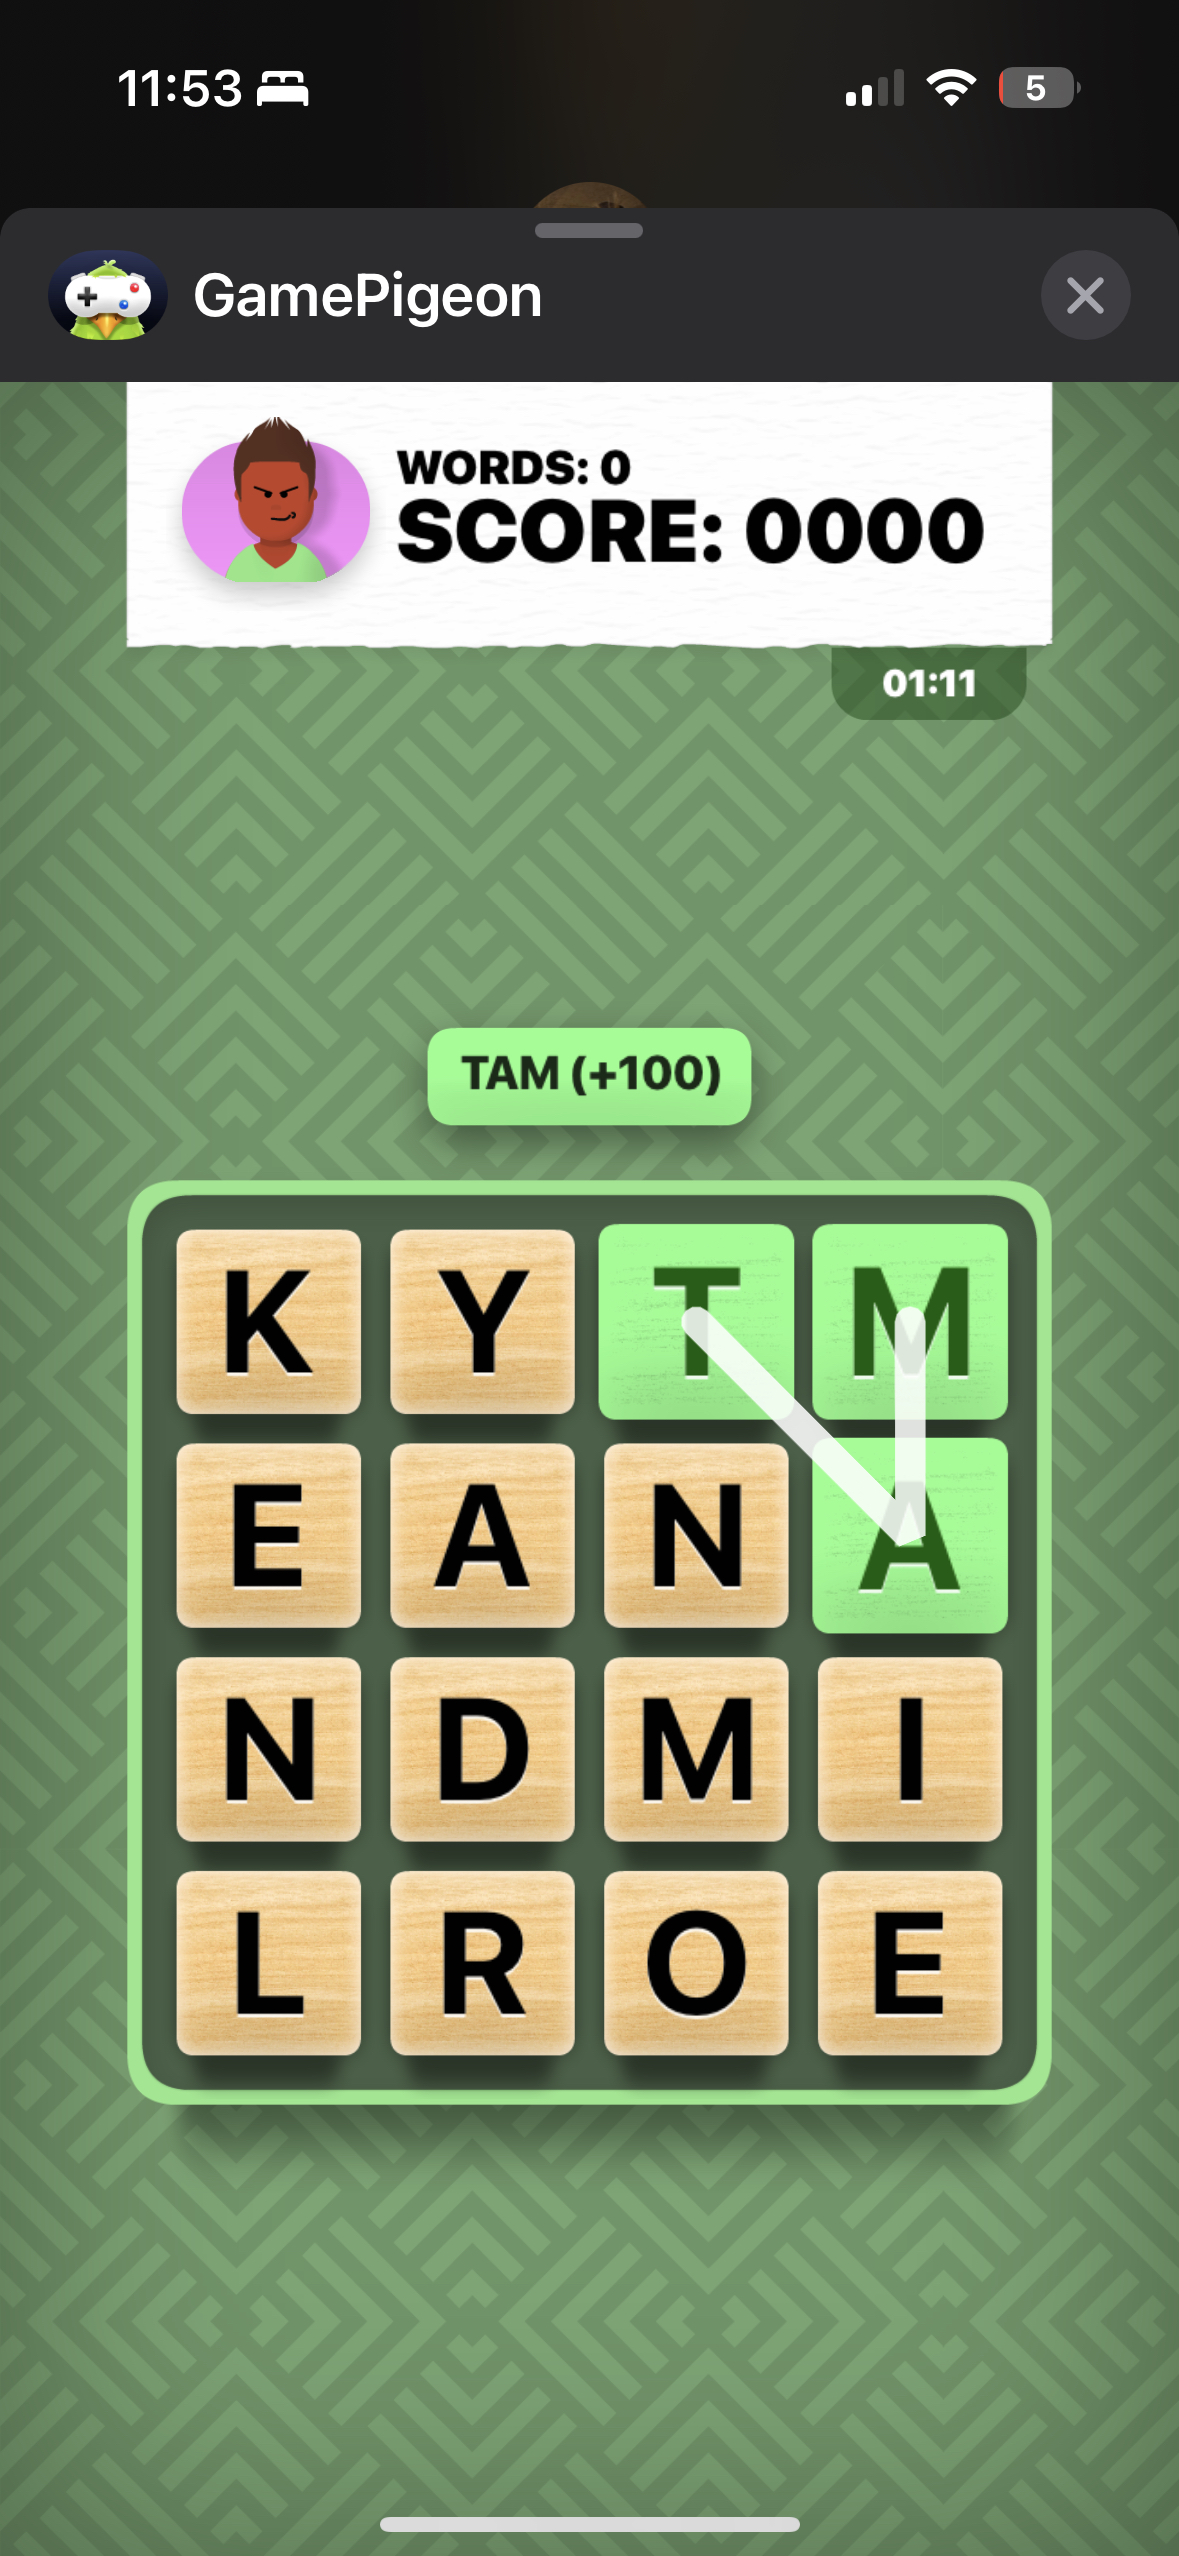 11:53
5
GamePigeon
WORDS: 0
SCORE: 0000
01:11
TAM (+100)
K Y T M
E A N A
N D M I
L R O E